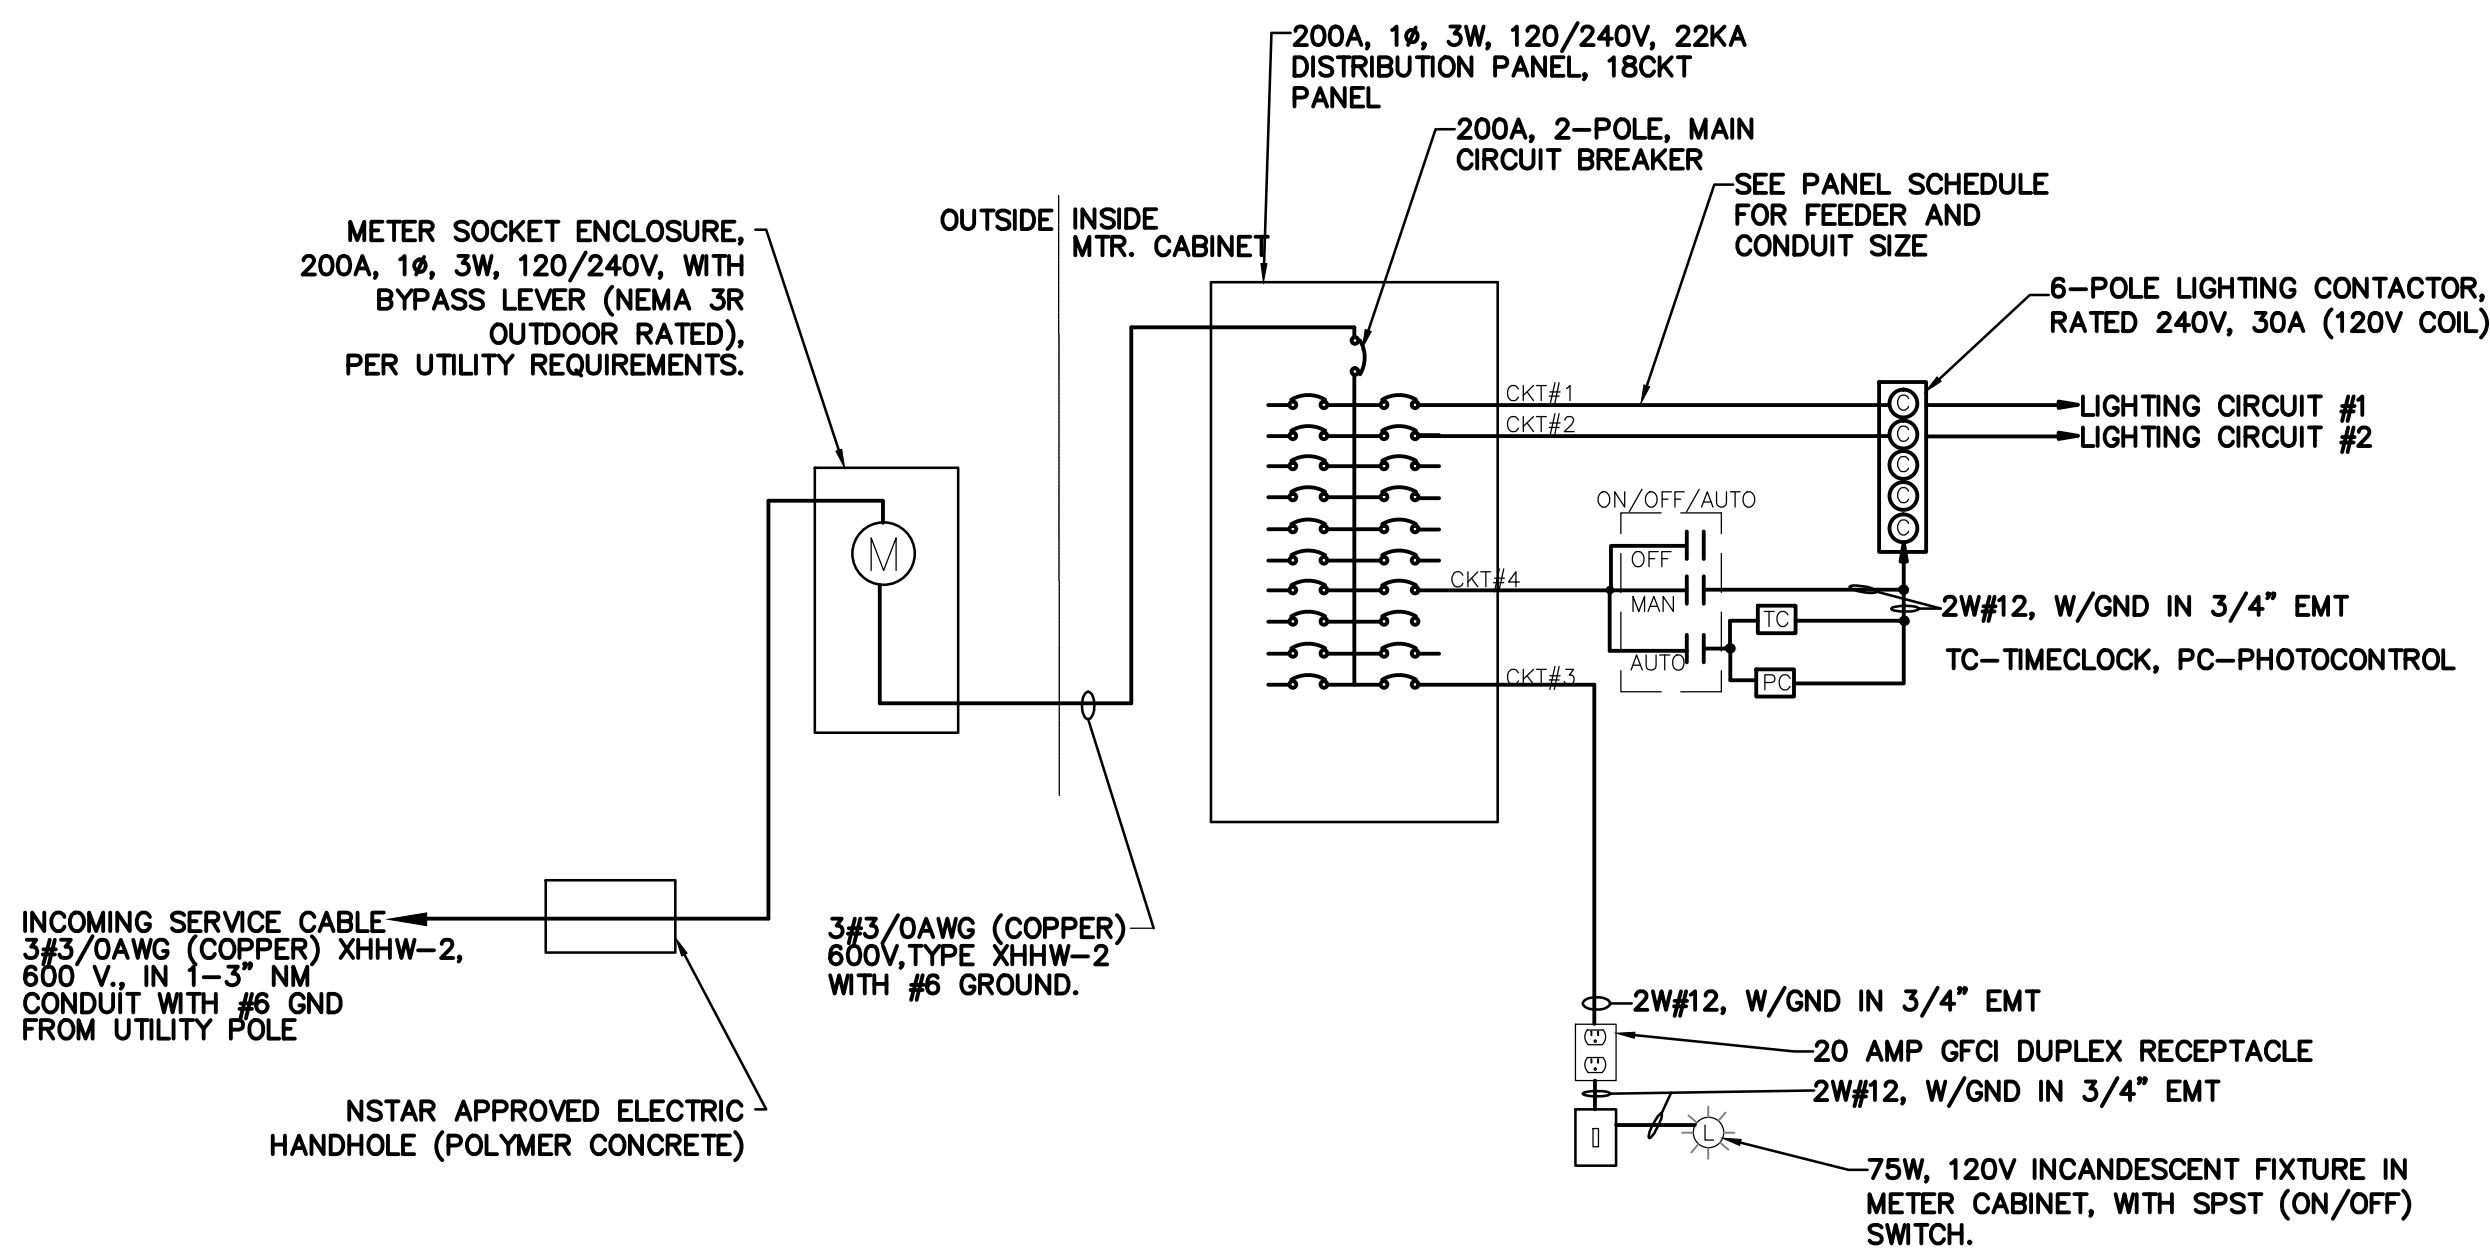 200A, 1ø, 3W, 120/240V, 22KA
DISTRIBUTION PANEL, 18CKT
PANEL
200A, 2-POLE, MAIN
CIRCUIT BREAKER
SEE PANEL SCHEDULE
FOR FEEDER AND
CONDUIT SIZE
OUTSIDE
INSIDE
MTR. CABINET
METER SOCKET ENCLOSURE,
200A, 1ø, 3W, 120/240V, WITH
BYPASS LEVER (NEMA 3R
OUTDOOR RATED),
PER UTILITY REQUIREMENTS.
6-POLE LIGHTING CONTACTOR,
RATED 240V, 30A (120V COIL)
CKT#1
CKT#2
C
C
C
C
C
LIGHTING CIRCUIT #1
LIGHTING CIRCUIT #2
M
ON/OFF/AUTO
OFF
CKT#4
MAN
AUTO
TC
PC
2W#12, W/GND IN 3/4" EMT
TC-TIMECLOCK, PC-PHOTOCONTROL
CKT#3
INCOMING SERVICE CABLE
3#3/0AWG (COPPER) XHHW-2,
600 V., IN 1-3" NM
CONDUIT WITH #6 GND
FROM UTILITY POLE
3#3/0AWG (COPPER)
600V,TYPE XHHW-2
WITH #6 GROUND.
NSTAR APPROVED ELECTRIC
HANDHOLE (POLYMER CONCRETE)
2W#12, W/GND IN 3/4" EMT
20 AMP GFCI DUPLEX RECEPTACLE
2W#12, W/GND IN 3/4" EMT
L
75W, 120V INCANDESCENT FIXTURE IN
METER CABINET, WITH SPST (ON/OFF)
SWITCH.